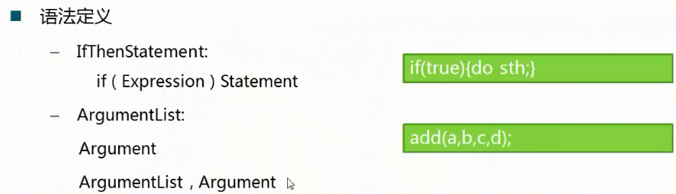 语法定义
– IfThenStatement:
if ( Expression ) Statement
if(true){do sth;}
– ArgumentList:
Argument
add(a,b,c,d);
ArgumentList , Argument